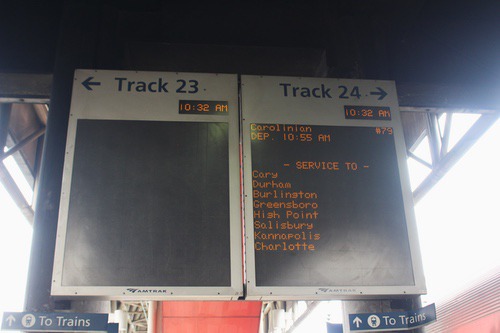 ← Track 23
10:32 AM
AMTRAK
Track 24 →
10:32 AM
Carolinian #79
DEP. 10:55 AM
- SERVICE TO -
Cary
Durham
Burlington
Greensboro
High Point
Salisbury
Kannapolis
Charlotte
AMTRAK
↑ To Trains
↑ To Trains